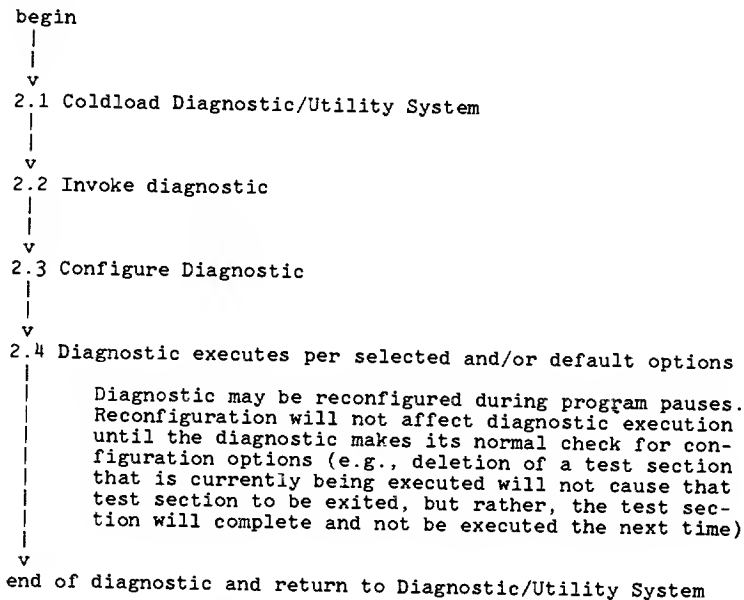 begin
|
|
v
2.1 Coldload Diagnostic/Utility System
|
|
v
2.2 Invoke diagnostic
|
|
v
2.3 Configure Diagnostic
|
|
v
2.4 Diagnostic executes per selected and/or default options
Diagnostic may be reconfigured during program pauses.
Reconfiguration will not affect diagnostic execution
until the diagnostic makes its normal check for con-
figuration options (e.g., deletion of a test section
that is currently being executed will not cause that
test section to be exited, but rather, the test sec-
tion will complete and not be executed the next time)
v
end of diagnostic and return to Diagnostic/Utility System